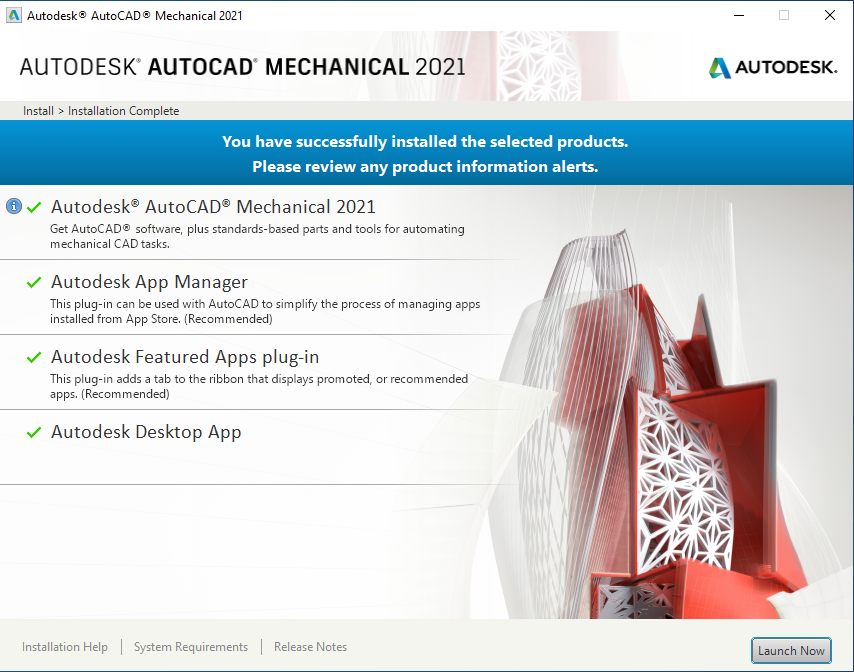 Autodesk® AutoCAD® Mechanical 2021
AUTODESK® AUTOCAD® MECHANICAL 2021
AUTODESK.
Install > Installation Complete
You have successfully installed the selected products.
Please review any product information alerts.
Autodesk® AutoCAD® Mechanical 2021
Get AutoCAD® software, plus standards-based parts and tools for automating
mechanical CAD tasks.
Autodesk App Manager
This plug-in can be used with AutoCAD to simplify the process of managing apps
installed from App Store. (Recommended)
Autodesk Featured Apps plug-in
This plug-in adds a tab to the ribbon that displays promoted, or recommended
apps. (Recommended)
Autodesk Desktop App
Installation Help | System Requirements | Release Notes
Launch Now